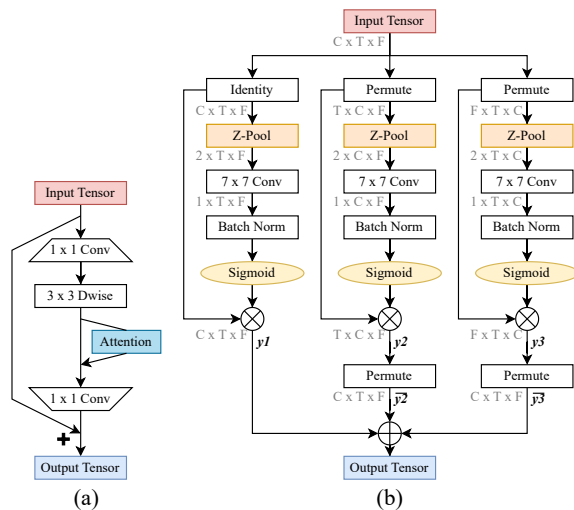 Input Tensor
1 x 1 Conv
3 x 3 Dwise
Attention
1 x 1 Conv
+
Output Tensor
(a)
Input Tensor
C x T x F
Identity
C x T x F
Z-Pool
2 x T x F
7 x 7 Conv
1 x T x F
Batch Norm
Sigmoid
C x T x F
y1
Permute
T x C x F
Z-Pool
2 x C x F
7 x 7 Conv
1 x C x F
Batch Norm
Sigmoid
T x C x F
y2
Permute
C x T x F
y2
Permute
F x T x C
Z-Pool
2 x T x C
7 x 7 Conv
1 x T x C
Batch Norm
Sigmoid
F x T x C
y3
Permute
C x T x F
y3
Output Tensor
(b)